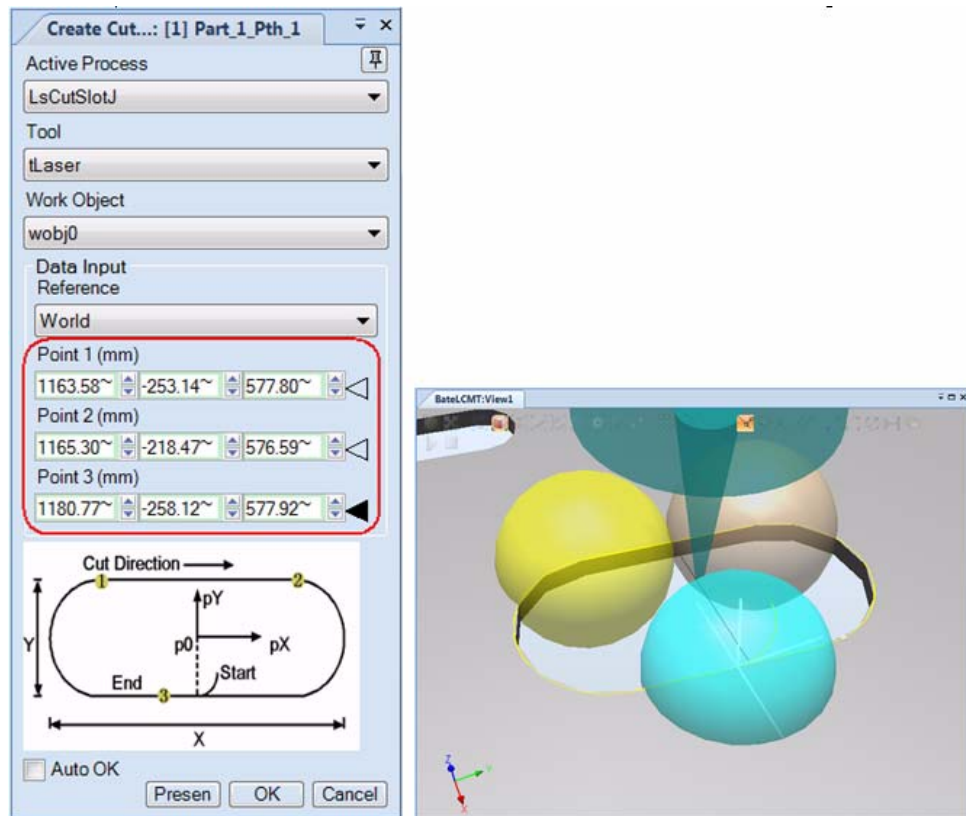 Create Cut...: [1] Part_1_Pth_1
Active Process
LsCutSlotJ
Tool
tLaser
Work Object
wobj0
Data Input
Reference
World
Point 1 (mm)
1163.58~ -253.14~ 577.80~
Point 2 (mm)
1165.30~ -218.47~ 576.59~
Point 3 (mm)
1180.77~ -258.12~ 577.92~
Cut Direction
1 2
pY
Y p0 pX
Start
End 3
X
Auto OK
Presen OK Cancel
BateLCMT:View1
Z
Y
X